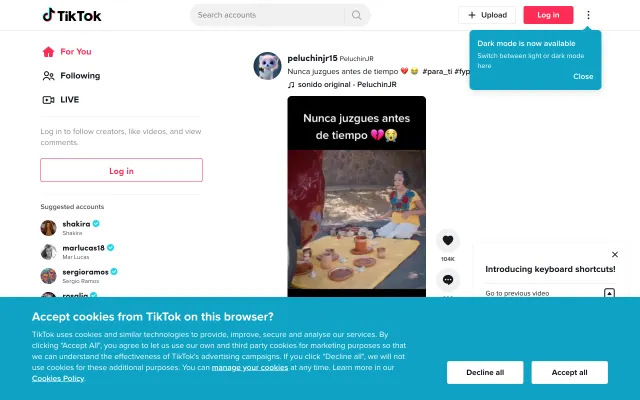 TikTok
Search accounts
Upload
Log in
Dark mode is now available
Switch between light or dark mode
here
Close
For You
Following
LIVE
Log in to follow creators, like videos, and view
comments.
Log in
Suggested accounts
shakira
Shakira
marlucas18
Mar Lucas
sergioramos
Sergio Ramos
rosalia
peluchinjr15 PeluchinJR
Nunca juzgues antes de tiempo 💔 😭 #para_ti #fyp
♫ sonido original - PeluchinJR
Nunca juzgues antes
de tiempo 💔😭
104K
Introducing keyboard shortcuts!
Go to previous video
Accept cookies from TikTok on this browser?
TikTok uses cookies and similar technologies to provide, improve, secure and analyse our services. By
clicking "Accept All", you agree to let us use our own and third party cookies for marketing purposes so that
we can understand the effectiveness of TikTok's advertising campaigns. If you click "Decline all", we will
not use cookies for these additional purposes. You can manage your cookies at any time. Learn more in our
Cookies Policy.
Decline all
Accept all